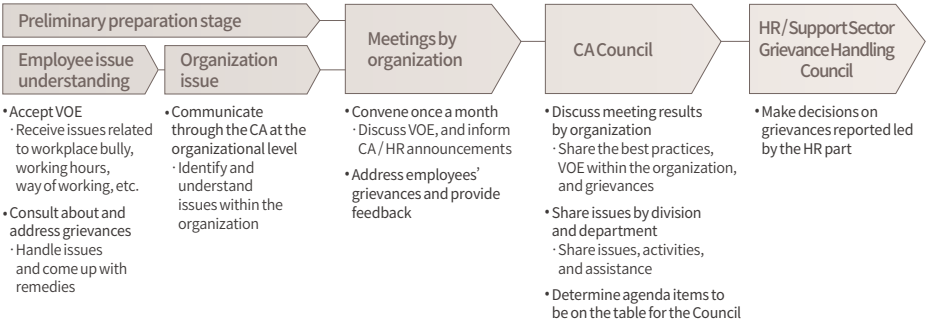 Preliminary preparation stage
Employee issue
understanding
• Accept VOE
· Receive issues related
to workplace bully,
working hours,
way of working, etc.
• Consult about and
address grievances
· Handle issues
and come up with
remedies
Organization
issue
• Communicate
through the CA at the
organizational level
· Identify and
understand
issues within the
organization
Meetings by
organization
• Convene once a month
· Discuss VOE, and inform
CA / HR announcements
• Address employees’
grievances and provide
feedback
CA Council
• Discuss meeting results
by organization
· Share the best practices,
VOE within the organization,
and grievances
• Share issues by division
and department
· Share issues, activities,
and assistance
• Determine agenda items to
be on the table for the Council
HR / Support Sector
Grievance Handling
Council
• Make decisions on
grievances reported led
by the HR part